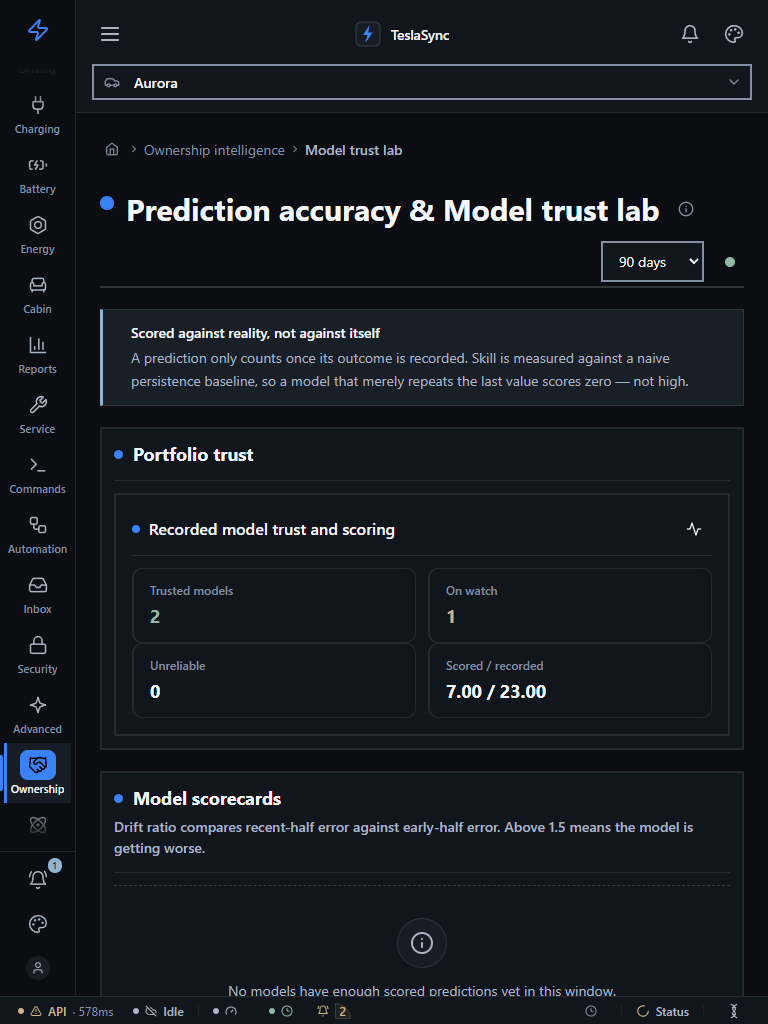 TeslaSync
Aurora
Driving
Charging
Battery
Energy
Cabin
Reports
Service
Commands
Automation
Inbox
Security
Advanced
Ownership
1
Ownership intelligence > Model trust lab
Prediction accuracy & Model trust lab
90 days
Scored against reality, not against itself
A prediction only counts once its outcome is recorded. Skill is measured against a naive
persistence baseline, so a model that merely repeats the last value scores zero — not high.
Portfolio trust
Recorded model trust and scoring
Trusted models
2
On watch
1
Unreliable
0
Scored / recorded
7.00 / 23.00
Model scorecards
Drift ratio compares recent-half error against early-half error. Above 1.5 means the model is
getting worse.
No models have enough scored predictions yet in this window.
API · 578ms
Idle
2
Status